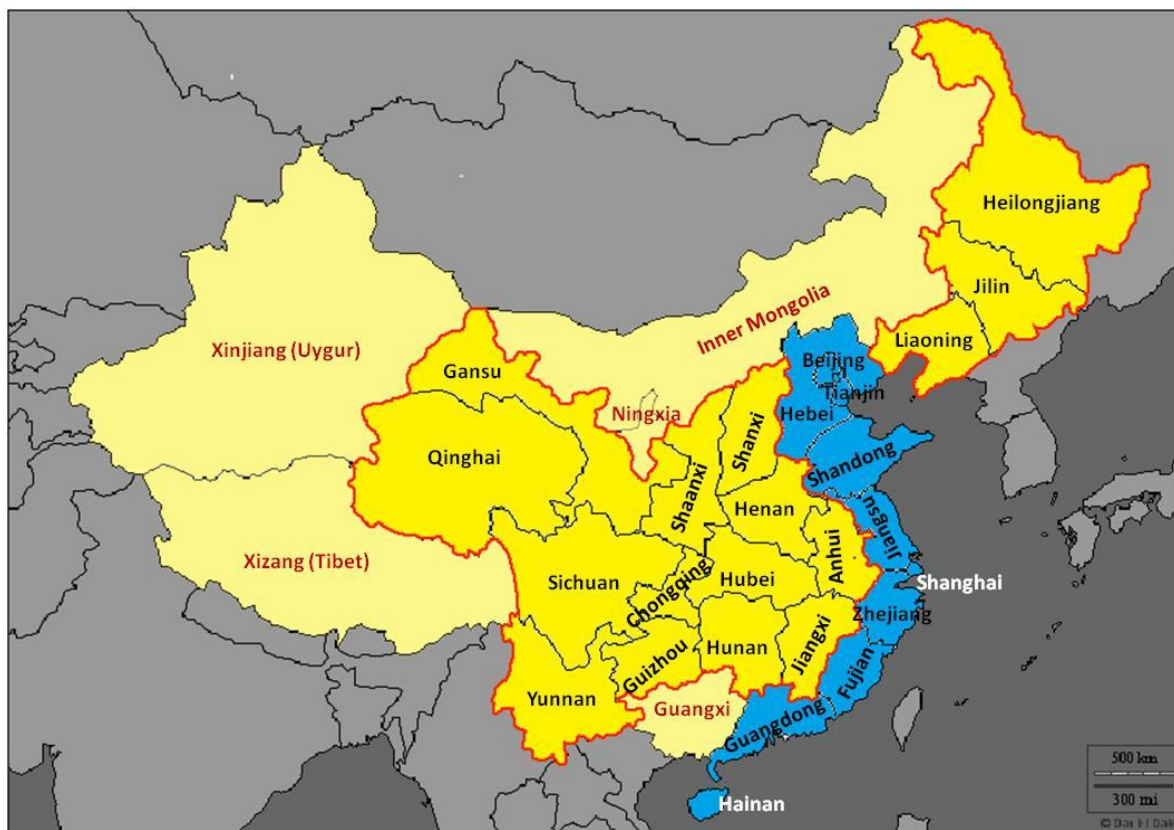 Heilongjiang
Jilin
Inner Mongolia
Liaoning
Xinjiang (Uygur)
Beijing
Gansu
Tianjin
Ningxia
Hebei
Shanxi
Qinghai
Shandong
Shaanxi
Henan
Jiangsu
Anhui
Xizang (Tibet)
Sichuan
Hubei
Shanghai
Chongqing
Zhejiang
Guizhou
Hunan
Jiangxi
Fujian
Yunnan
Guangxi
Guangdong
500 km
300 mi
Hainan